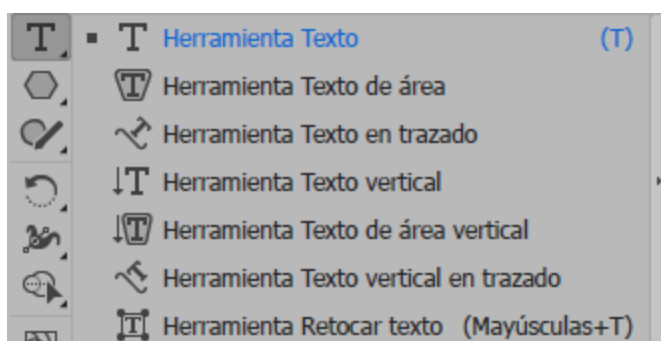 Herramienta Texto (T)
Herramienta Texto de área
Herramienta Texto en trazado
Herramienta Texto vertical
Herramienta Texto de área vertical
Herramienta Texto vertical en trazado
Herramienta Retocar texto (Mayúsculas+T)